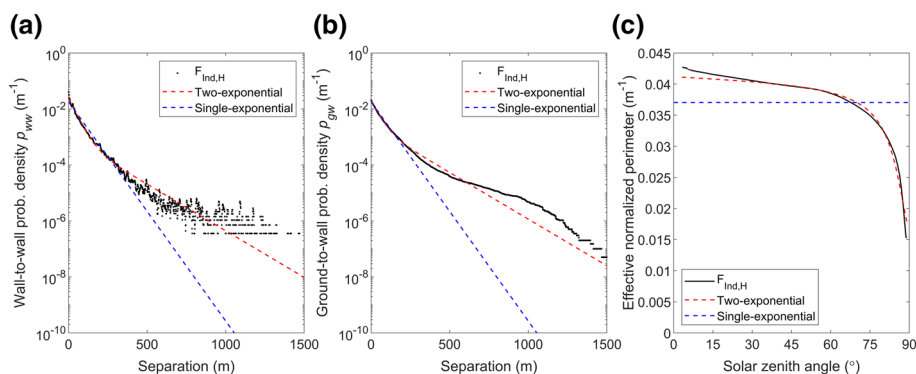 (a)
10^0
10^-2
10^-4
10^-6
10^-8
10^-10
Wall-to-wall prob. density p_ww (m^-1)
F_Ind,H
Two-exponential
Single-exponential
0
500
1000
1500
Separation (m)
(b)
10^0
10^-2
10^-4
10^-6
10^-8
10^-10
Ground-to-wall prob. density p_gw (m^-1)
F_Ind,H
Two-exponential
Single-exponential
0
500
1000
1500
Separation (m)
(c)
0.045
0.04
0.035
0.03
0.025
0.02
0.015
0.01
0.005
0
Effective normalized perimeter (m^-1)
F_Ind,H
Two-exponential
Single-exponential
0
15
30
45
60
75
90
Solar zenith angle (°)